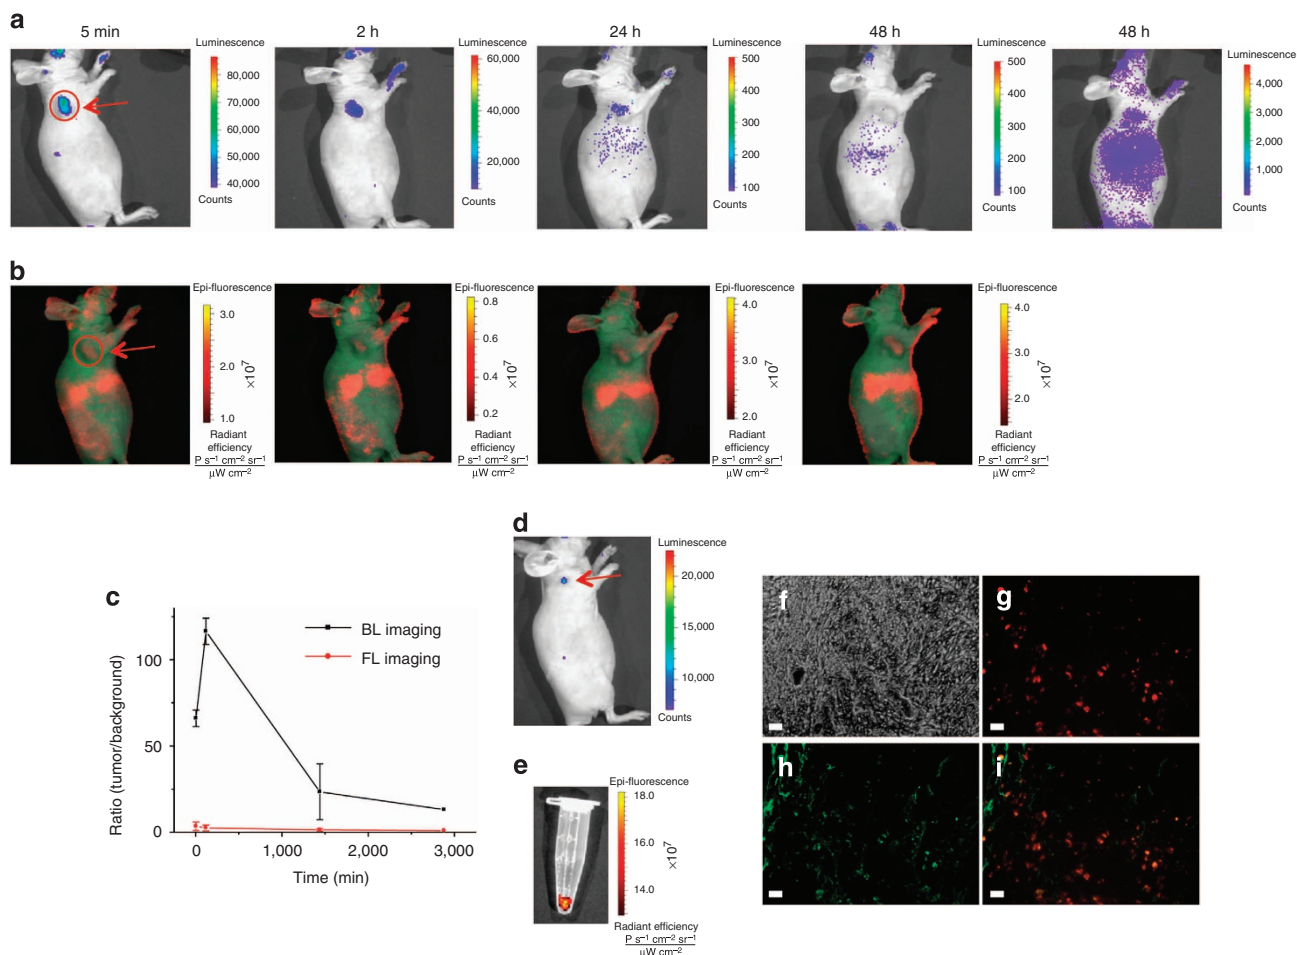 a
5 min
2 h
24 h
48 h
48 h
Luminescence
80,000
70,000
60,000
50,000
40,000
Counts
Luminescence
60,000
40,000
20,000
Counts
Luminescence
500
400
300
200
100
Counts
Luminescence
500
400
300
200
100
Counts
Luminescence
4,000
3,000
2,000
1,000
Counts
b
Epi-fluorescence
3.0
2.0
1.0
×10⁷
Radiant
efficiency
P s⁻¹ cm⁻² sr⁻¹
μW cm⁻²
Epi-fluorescence
0.8
0.6
0.4
0.2
×10⁷
Radiant
efficiency
P s⁻¹ cm⁻² sr⁻¹
μW cm⁻²
Epi-fluorescence
4.0
3.0
2.0
×10⁷
Radiant
efficiency
P s⁻¹ cm⁻² sr⁻¹
μW cm⁻²
Epi-fluorescence
4.0
3.0
2.0
×10⁷
Radiant
efficiency
P s⁻¹ cm⁻² sr⁻¹
μW cm⁻²
c
Ratio (tumor/background)
100
50
0
BL imaging
FL imaging
0
1,000
2,000
3,000
Time (min)
d
Luminescence
20,000
15,000
10,000
Counts
e
Epi-fluorescence
18.0
16.0
14.0
×10⁷
Radiant efficiency
P s⁻¹ cm⁻² sr⁻¹
μW cm⁻²
f
g
h
i